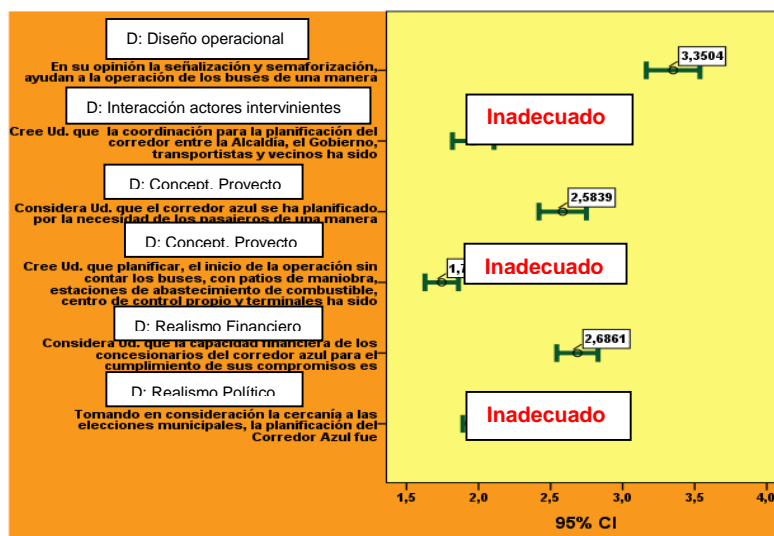 D: Diseño operacional
En su opinión la señalización y semaforización,
ayudan a la operación de los buses de una manera
3,3504
D: Interacción actores intervinientes
Cree Ud. que la coordinación para la planificación del
corredor entre la Alcaldía, el Gobierno,
transportistas y vecinos ha sido
Inadecuado
D: Concept. Proyecto
Considera Ud. que el corredor azul se ha planificado
por la necesidad de los pasajeros de una manera
2,5839
D: Concept. Proyecto
Cree Ud. que planificar, el inicio de la operación sin
contar los buses, con patios de maniobra,
estaciones de abastecimiento de combustible,
centro de control propio y terminales ha sido
1,7
Inadecuado
D: Realismo Financiero
Considera Ud. que la capacidad financiera de los
concesionarios del corredor azul para el
cumplimiento de sus compromisos es
2,6861
D: Realismo Político
Tomando en consideración la cercanía a las
elecciones municipales, la planificación del
Corredor Azul fue
Inadecuado
1,5 2,0 2,5 3,0 3,5 4,0
95% CI